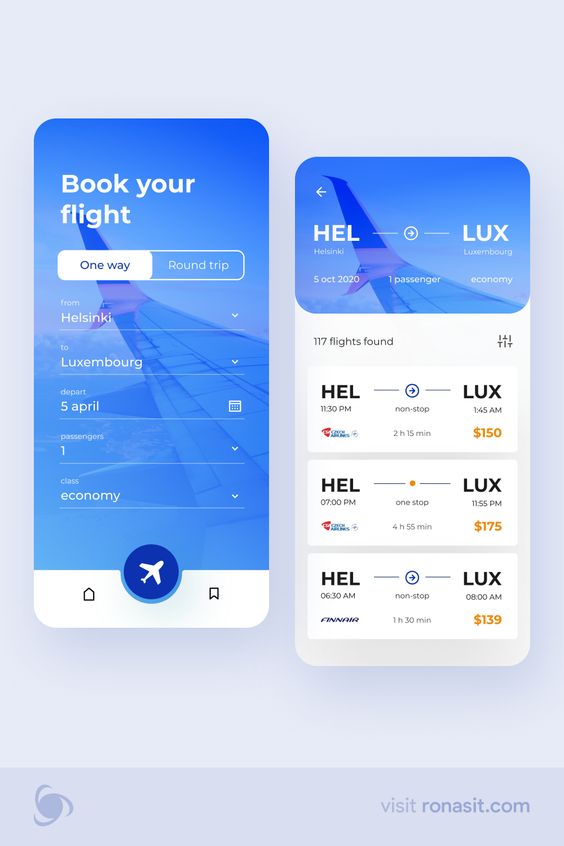 Book your
flight
One way
Round trip
from
Helsinki
to
Luxembourg
depart
5 april
passengers
1
class
economy
HEL
LUX
Helsinki
Luxembourg
5 oct 2020
1 passenger
economy
117 flights found
HEL
LUX
11:30 PM
non-stop
1:45 AM
CZECH
AIRLINES
2 h 15 min
$150
HEL
LUX
07:00 PM
one stop
11:55 PM
CZECH
AIRLINES
4 h 55 min
$175
HEL
LUX
06:30 AM
non-stop
08:00 AM
FINNAIR
1 h 30 min
$139
visit ronasit.com